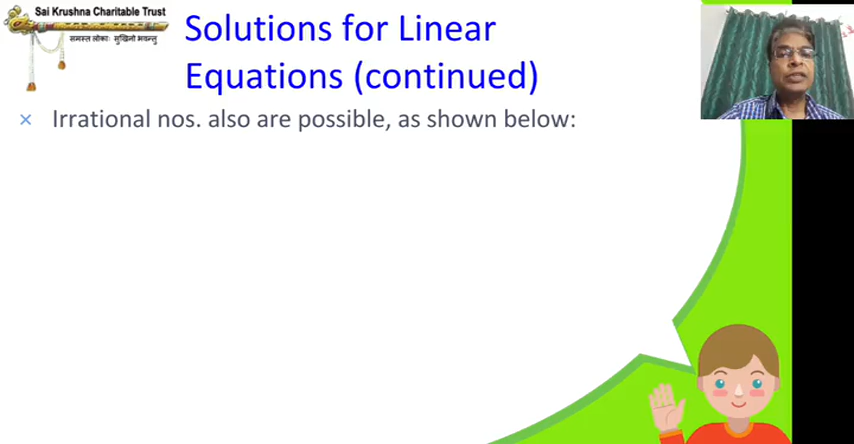 Sai Krushna Charitable Trust
समस्त लोकाः सुखिनो भवन्तु
Solutions for Linear
Equations (continued)
Irrational nos. also are possible, as shown below: